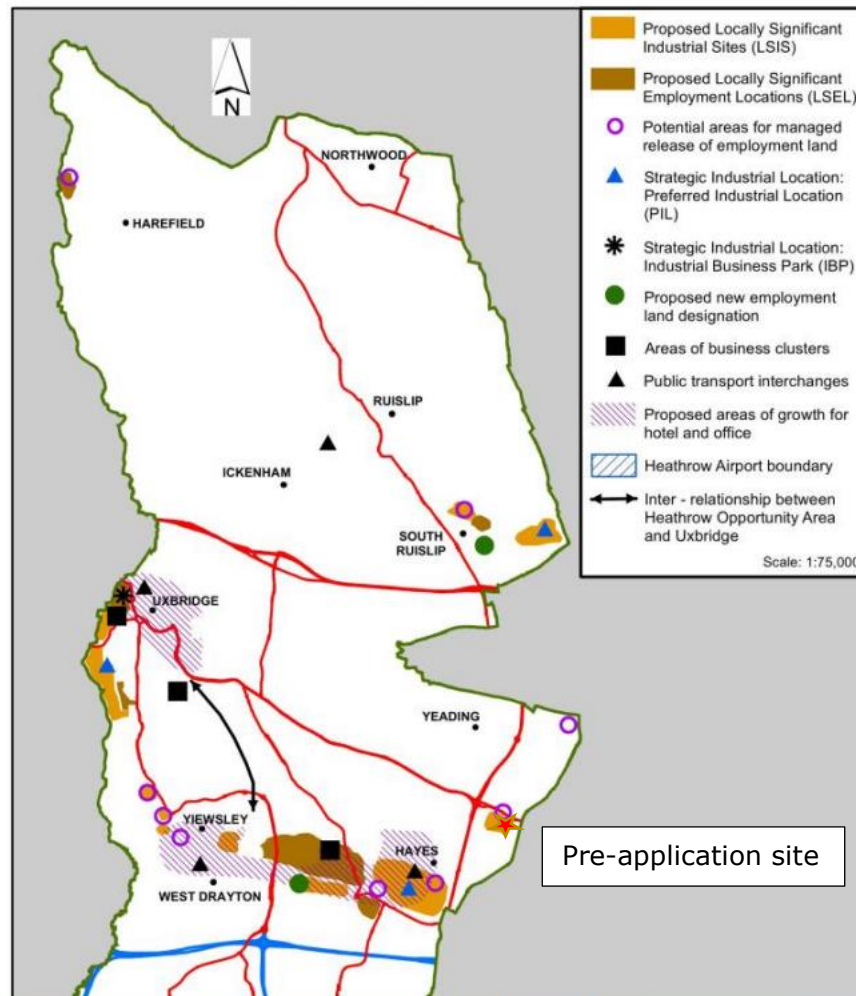 N
NORTHWOOD
HAREFIELD
RUISLIP
ICKENHAM
SOUTH
RUISLIP
UXBRIDGE
YEADING
YIEWSLEY
HAYES
WEST DRAYTON
Pre-application site
Proposed Locally Significant
Industrial Sites (LSIS)
Proposed Locally Significant
Employment Locations (LSEL)
Potential areas for managed
release of employment land
Strategic Industrial Location:
Preferred Industrial Location
(PIL)
Strategic Industrial Location:
Industrial Business Park (IBP)
Proposed new employment
land designation
Areas of business clusters
Public transport interchanges
Proposed areas of growth for
hotel and office
Heathrow Airport boundary
Inter - relationship between
Heathrow Opportunity Area
and Uxbridge
Scale: 1:75,000